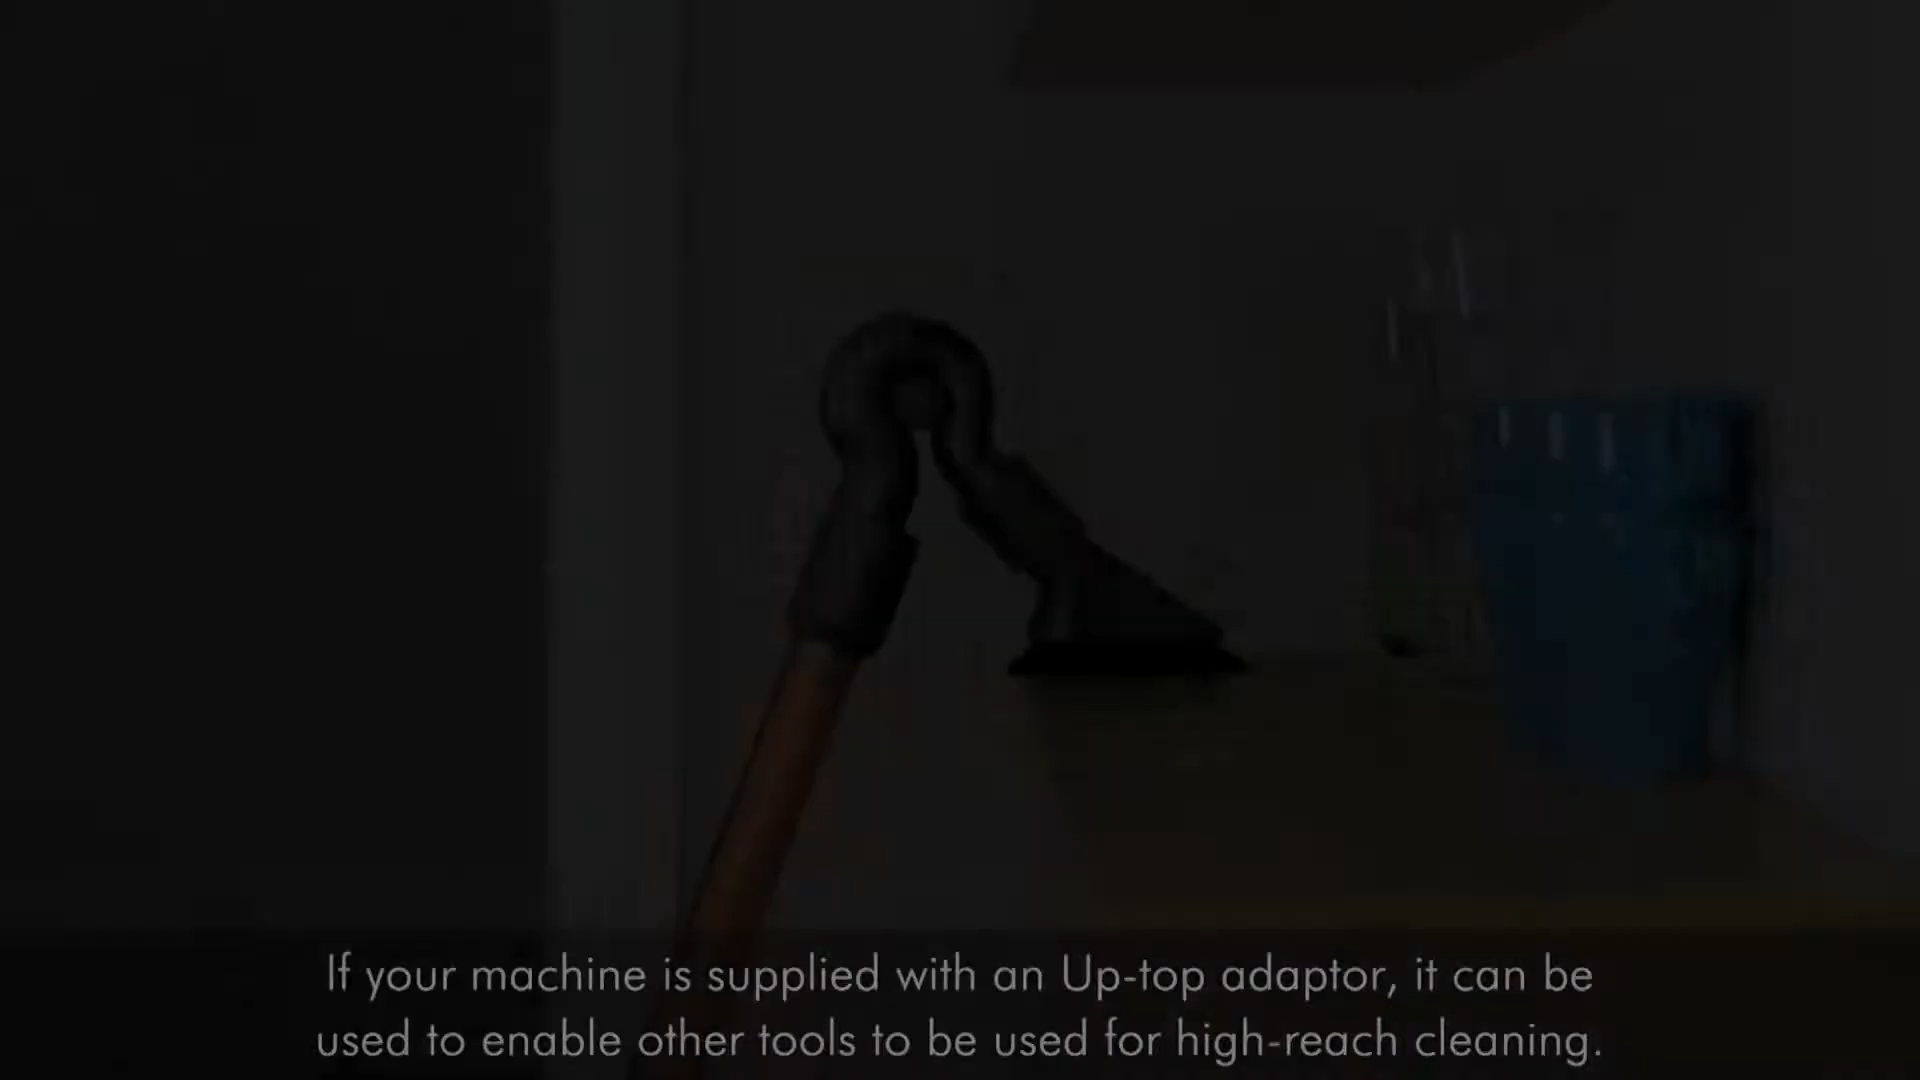 If your machine is supplied with an Up-top adaptor, it can be
used to enable other tools to be used for high-reach cleaning.